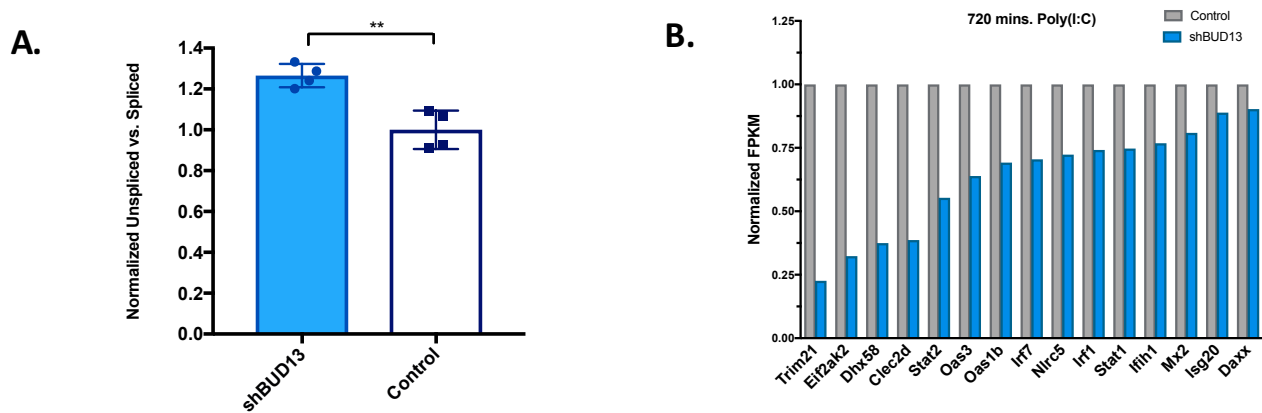 A.
**
Normalized Unspliced vs. Spliced
1.4
1.2
1.0
0.8
0.6
0.4
0.2
0.0
shBUD13
Control
B.
720 mins. Poly(I:C)
Control
shBUD13
Normalized FPKM
1.25
1.00
0.75
0.50
0.25
0.00
Trim21
Eif2ak2
Dhx58
Clec2d
Stat2
Oas3
Oas1b
Irf7
Nlrc5
Irf1
Stat1
Ifih1
Mx2
Isg20
Daxx